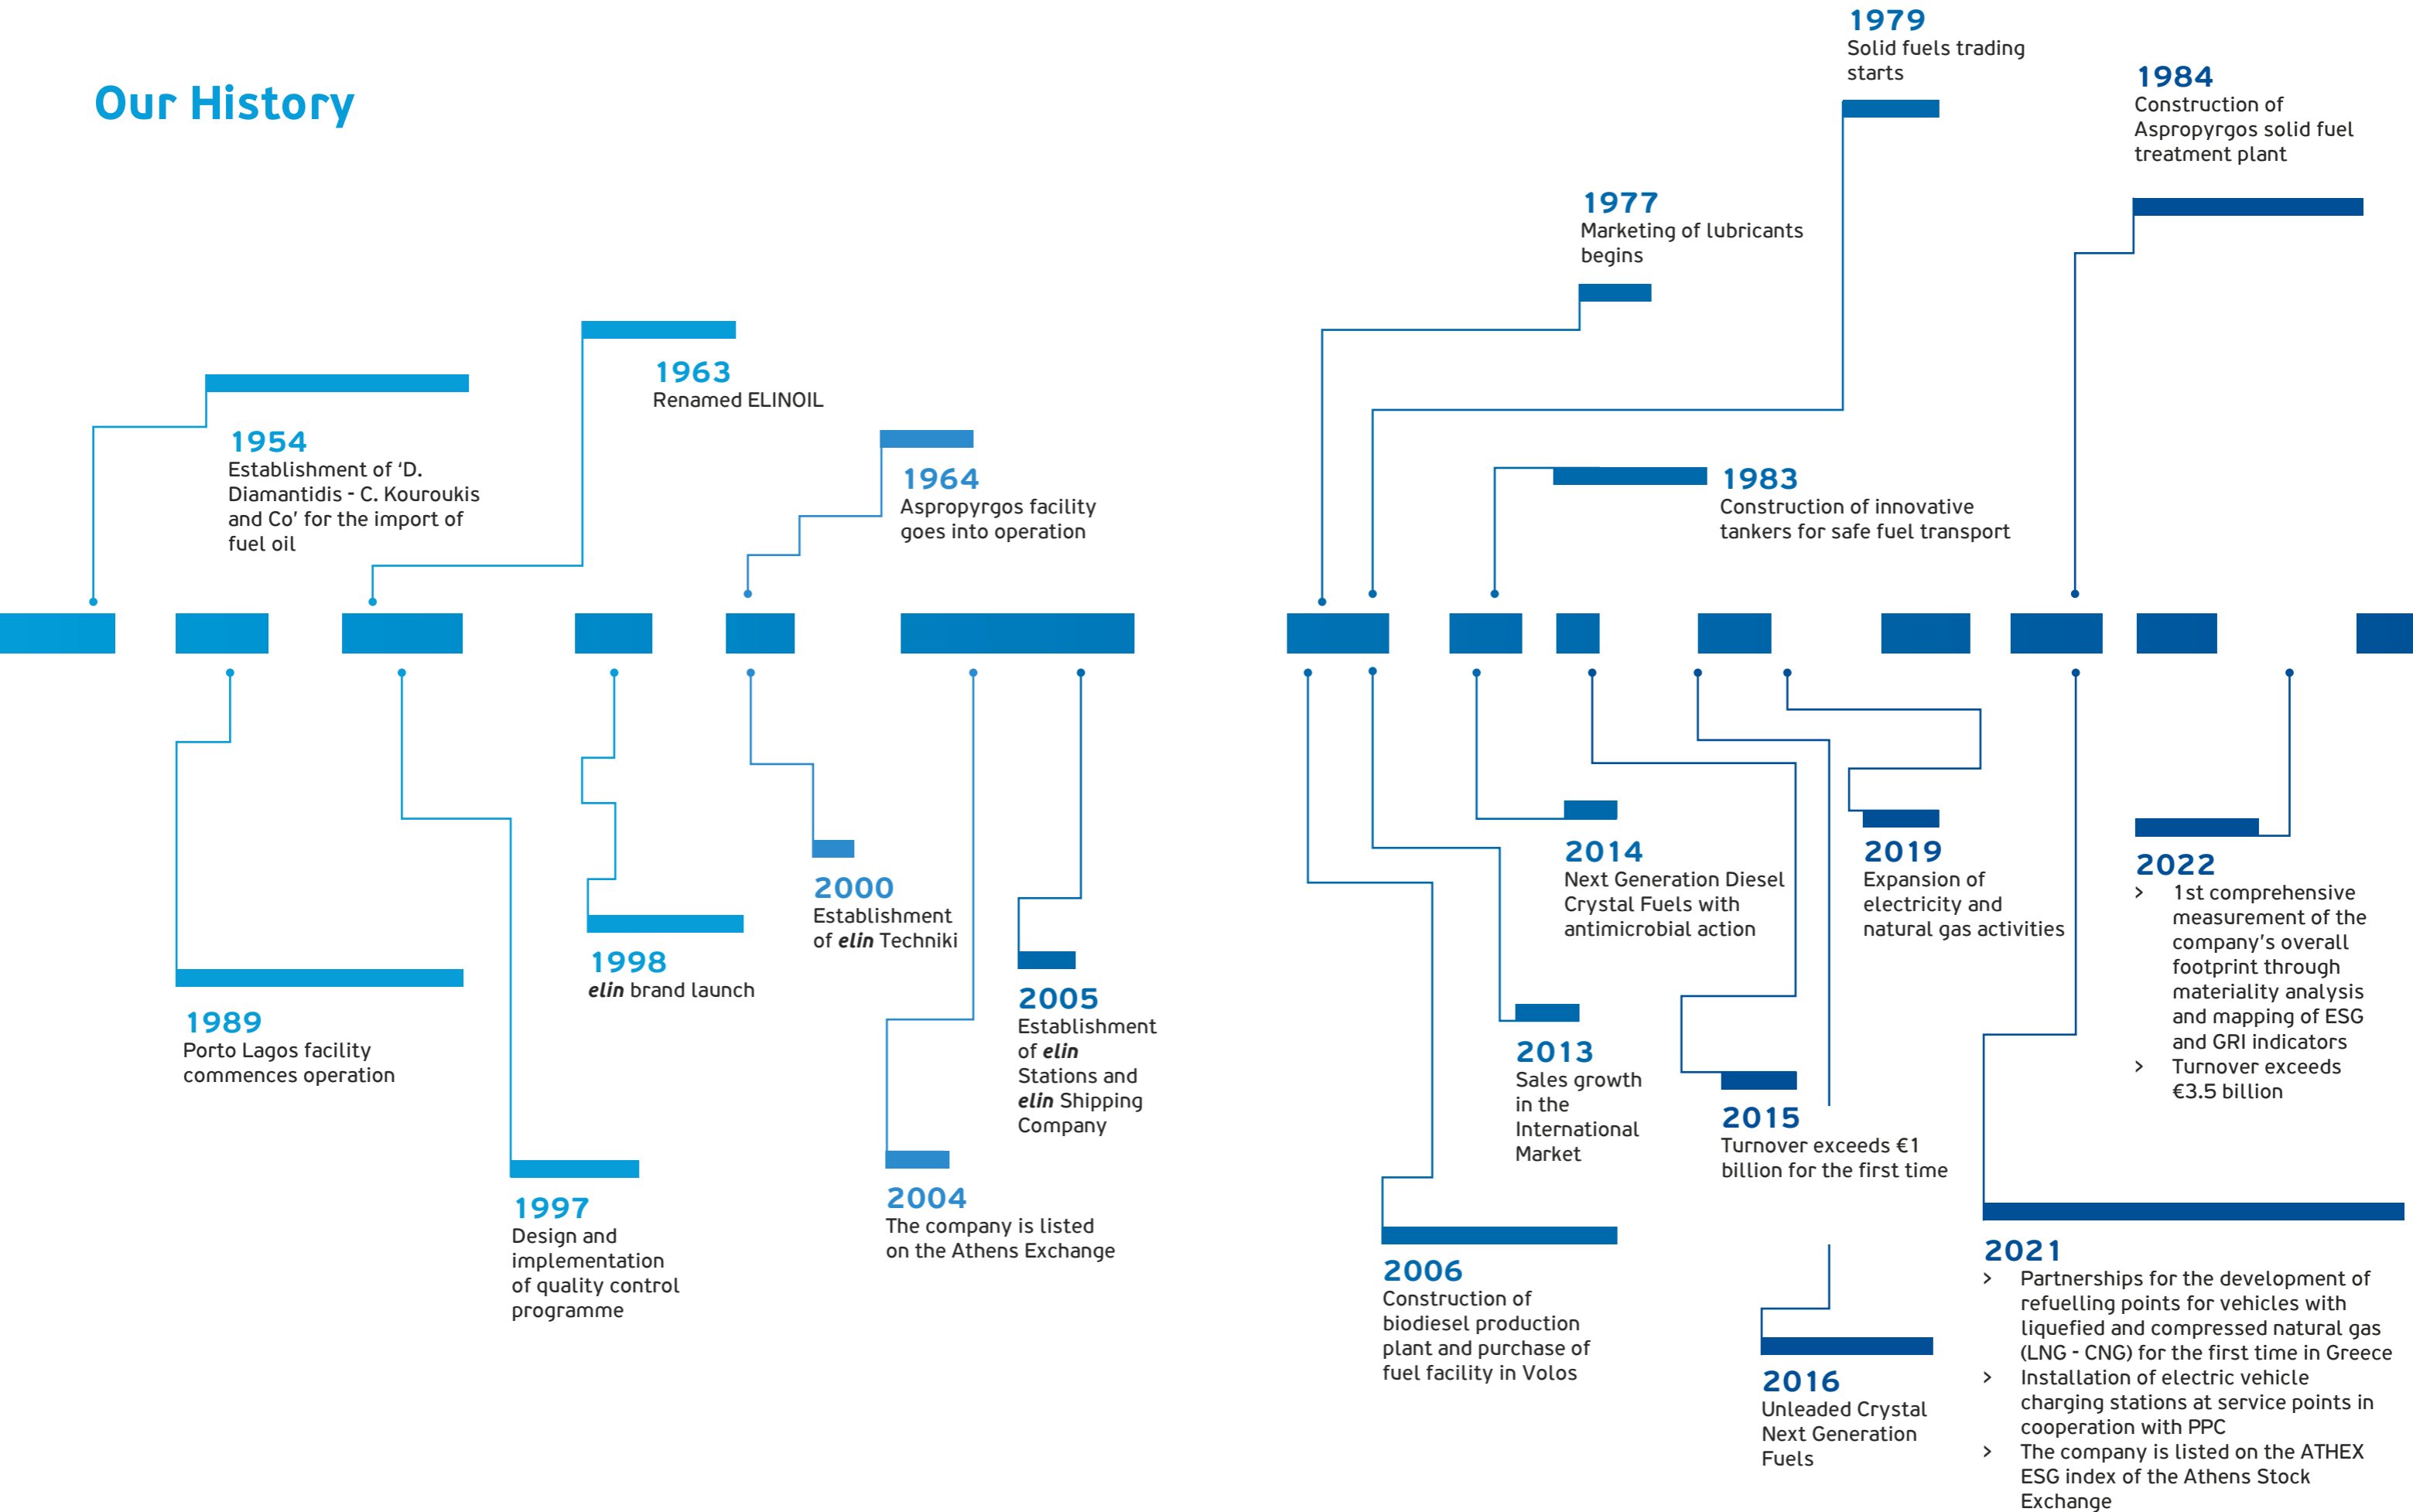 Our History
1954
Establishment of ‘D.
Diamantidis - C. Kouroukis
and Co’ for the import of
fuel oil
1963
Renamed ELINOIL
1964
Aspropyrgos facility
goes into operation
1977
Marketing of lubricants
begins
1979
Solid fuels trading
starts
1983
Construction of innovative
tankers for safe fuel transport
1984
Construction of
Aspropyrgos solid fuel
treatment plant
1989
Porto Lagos facility
commences operation
1997
Design and
implementation
of quality control
programme
1998
elin brand launch
2000
Establishment
of elin Techniki
2004
The company is listed
on the Athens Exchange
2005
Establishment
of elin
Stations and
elin Shipping
Company
2006
Construction of
biodiesel production
plant and purchase of
fuel facility in Volos
2013
Sales growth
in the
International
Market
2014
Next Generation Diesel
Crystal Fuels with
antimicrobial action
2015
Turnover exceeds €1
billion for the first time
2016
Unleaded Crystal
Next Generation
Fuels
2019
Expansion of
electricity and
natural gas activities
2021
> Partnerships for the development of
refuelling points for vehicles with
liquefied and compressed natural gas
(LNG - CNG) for the first time in Greece
> Installation of electric vehicle
charging stations at service points in
cooperation with PPC
> The company is listed on the ATHEX
ESG index of the Athens Stock
Exchange
2022
> 1st comprehensive
measurement of the
company’s overall
footprint through
materiality analysis
and mapping of ESG
and GRI indicators
> Turnover exceeds
€3.5 billion